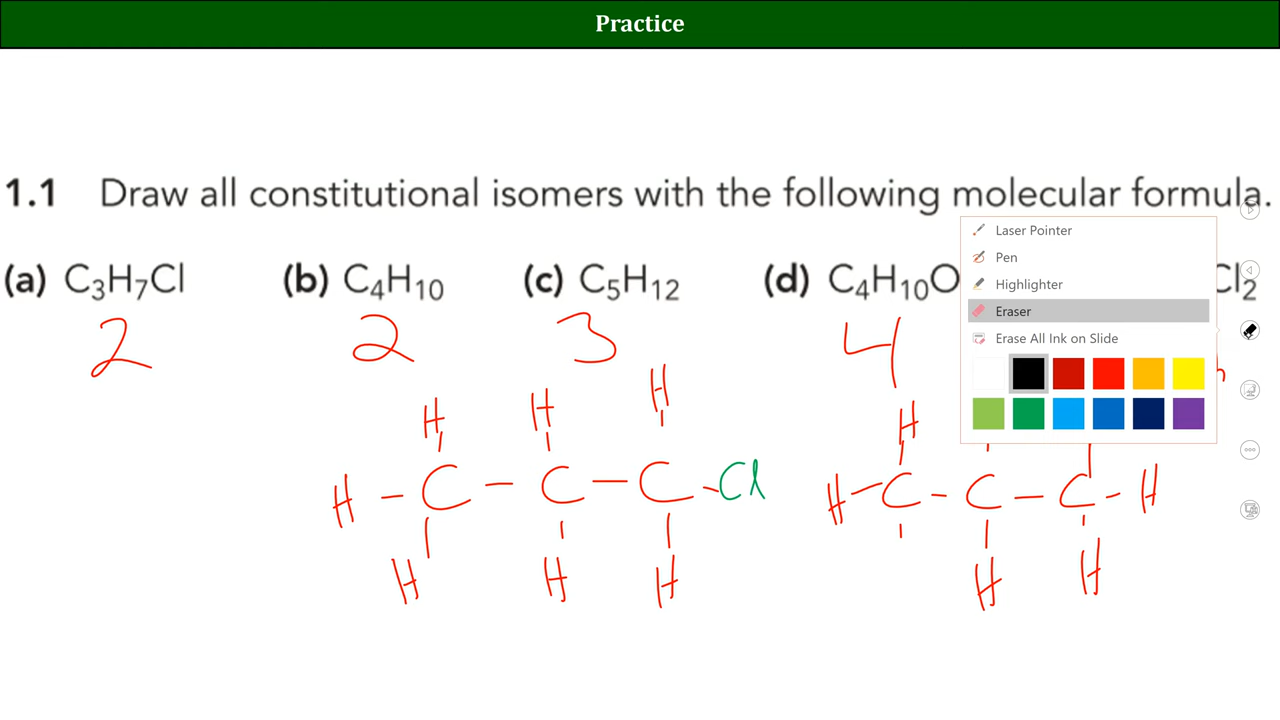 Practice
1.1 Draw all constitutional isomers with the following molecular formula.
(a) C₃H₇Cl (b) C₄H₁₀ (c) C₅H₁₂ (d) C₄H₁₀O Cl₂
2 2 3 4
Laser Pointer
Pen
Highlighter
Eraser
Erase All Ink on Slide
H H H H
H - C - C - C - Cl H - C - C - C - H
H H H H H